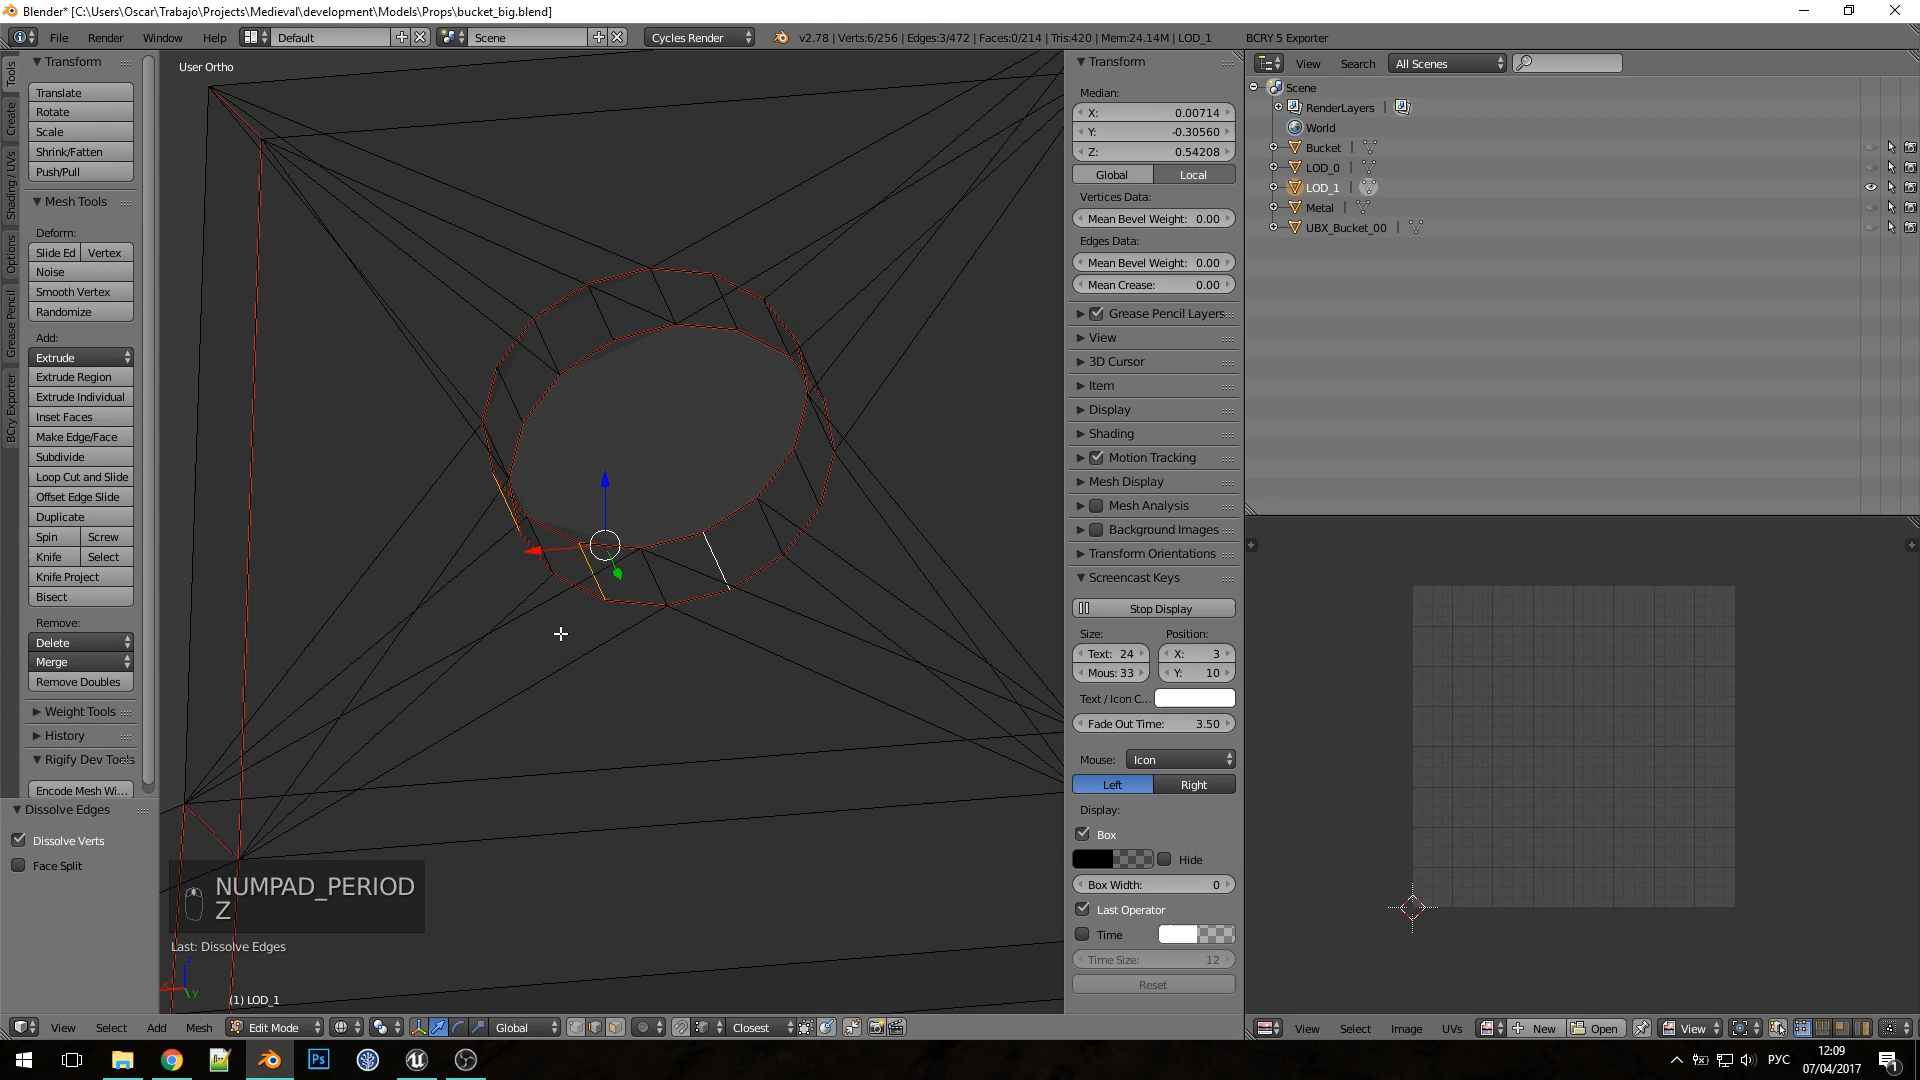 Blender* [C:\Users\Oscar\Trabajo\Projects\Medieval\development\Models\Props\bucket_big.blend]
File Render Window Help Default Scene Cycles Render v2.78 | Verts:6/256 | Edges:3/472 | Faces:0/214 | Tris:420 | Mem:24.14M | LOD_1 BCRY 5 Exporter
Tools
Create
Shading / UVs
Options
Grease Pencil
BCry Exporter
Transform
Translate
Rotate
Scale
Shrink/Fatten
Push/Pull
Mesh Tools
Deform:
Slide Ed Vertex
Noise
Smooth Vertex
Randomize
Add:
Extrude
Extrude Region
Extrude Individual
Inset Faces
Make Edge/Face
Subdivide
Loop Cut and Slide
Offset Edge Slide
Duplicate
Spin Screw
Knife Select
Knife Project
Bisect
Remove:
Delete
Merge
Remove Doubles
Weight Tools
History
Rigify Dev Tools
Encode Mesh Wi...
Dissolve Edges
Dissolve Verts
Face Split
User Ortho
NUMPAD_PERIOD
Z
Last: Dissolve Edges
z
x
y
(1) LOD_1
View Select Add Mesh Edit Mode Global Closest
Transform
Median:
X: 0.00714
Y: -0.30560
Z: 0.54208
Global Local
Vertices Data:
Mean Bevel Weight: 0.00
Edges Data:
Mean Bevel Weight: 0.00
Mean Crease: 0.00
Grease Pencil Layers
View
3D Cursor
Item
Display
Shading
Motion Tracking
Mesh Display
Mesh Analysis
Background Images
Transform Orientations
Screencast Keys
Stop Display
Size: Position:
Text: 24 X: 3
Mous: 33 Y: 10
Text / Icon C...
Fade Out Time: 3.50
Mouse: Icon
Left Right
Display:
Box
Hide
Box Width: 0
Last Operator
Time
Time Size: 12
Reset
View Search All Scenes
Scene
RenderLayers
World
Bucket
LOD_0
LOD_1
Metal
UBX_Bucket_00
View Select Image UVs New Open View
Ps
РУС
12:09
07/04/2017
1